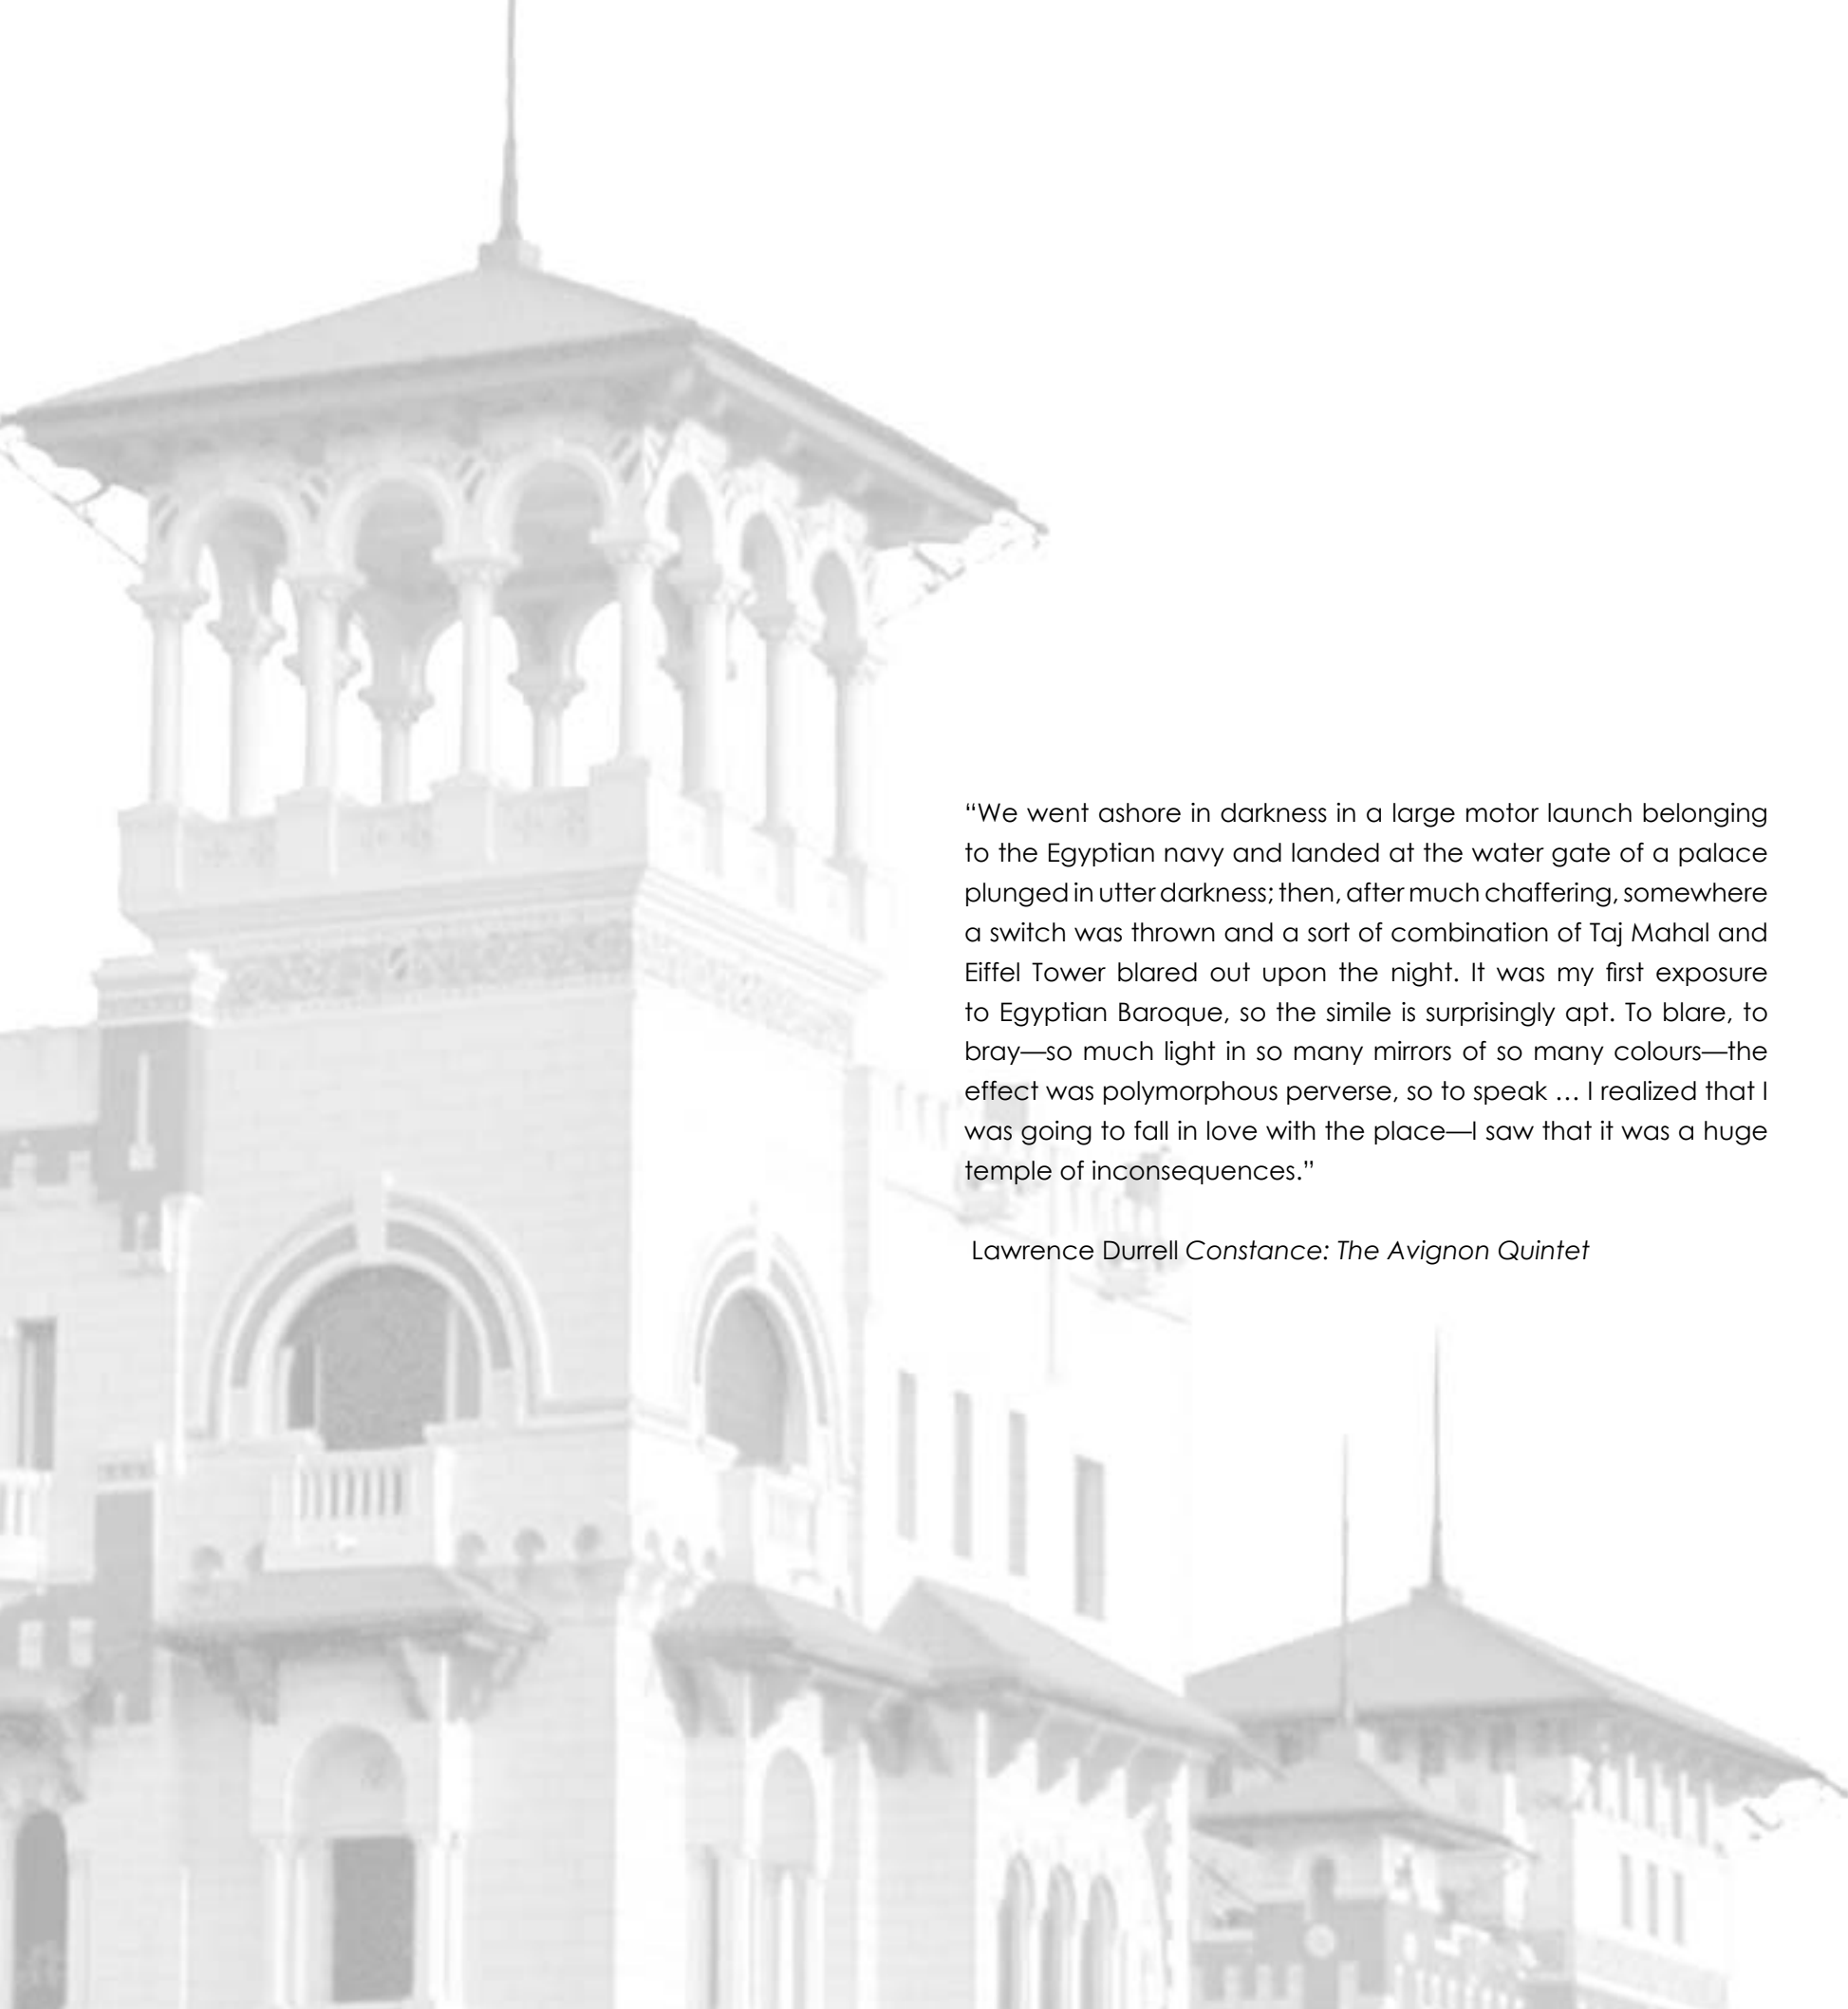 “We went ashore in darkness in a large motor launch belonging
to the Egyptian navy and landed at the water gate of a palace
plunged in utter darkness; then, after much chaffering, somewhere
a switch was thrown and a sort of combination of Taj Mahal and
Eiffel Tower blared out upon the night. It was my first exposure
to Egyptian Baroque, so the simile is surprisingly apt. To blare, to
bray—so much light in so many mirrors of so many colours—the
effect was polymorphous perverse, so to speak … I realized that I
was going to fall in love with the place—I saw that it was a huge
temple of inconsequences.”
Lawrence Durrell Constance: The Avignon Quintet